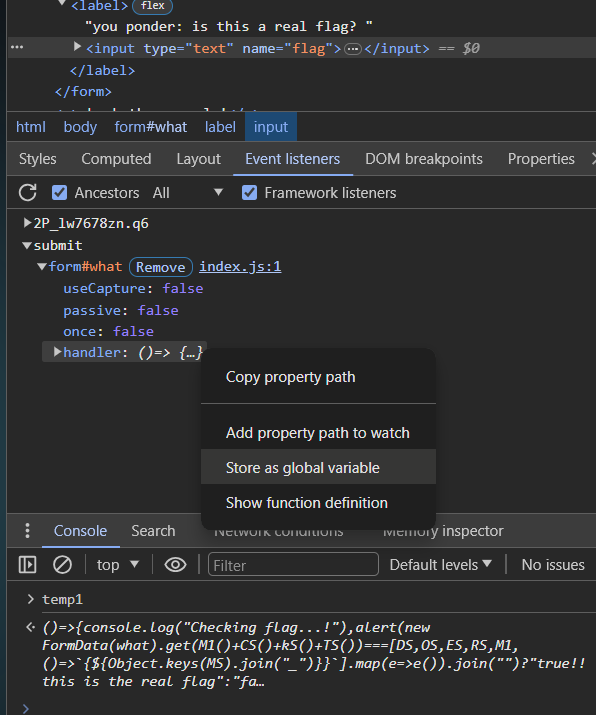 <label> flex
"you ponder: is this a real flag? "
<input type="text" name="flag"> … </input> == $0
</label>
</form>
html body form#what label input
Styles Computed Layout Event listeners DOM breakpoints Properties
Ancestors All Framework listeners
2P_lw7678zn.q6
submit
form#what Remove index.js:1
useCapture: false
passive: false
once: false
handler: ()=> {…}
Copy property path
Add property path to watch
Store as global variable
Show function definition
Console Search Network conditions Memory inspector
top Filter Default levels No issues
temp1
()=>{console.log("Checking flag...!"),alert(new
FormData(what).get(M1()+CS()+kS()+TS())===[DS,OS,ES,RS,M1,
()=>`{${Object.keys(MS).join("_")}}`].map(e=>e()).join("")?"true!!
this is the real flag":"fa…